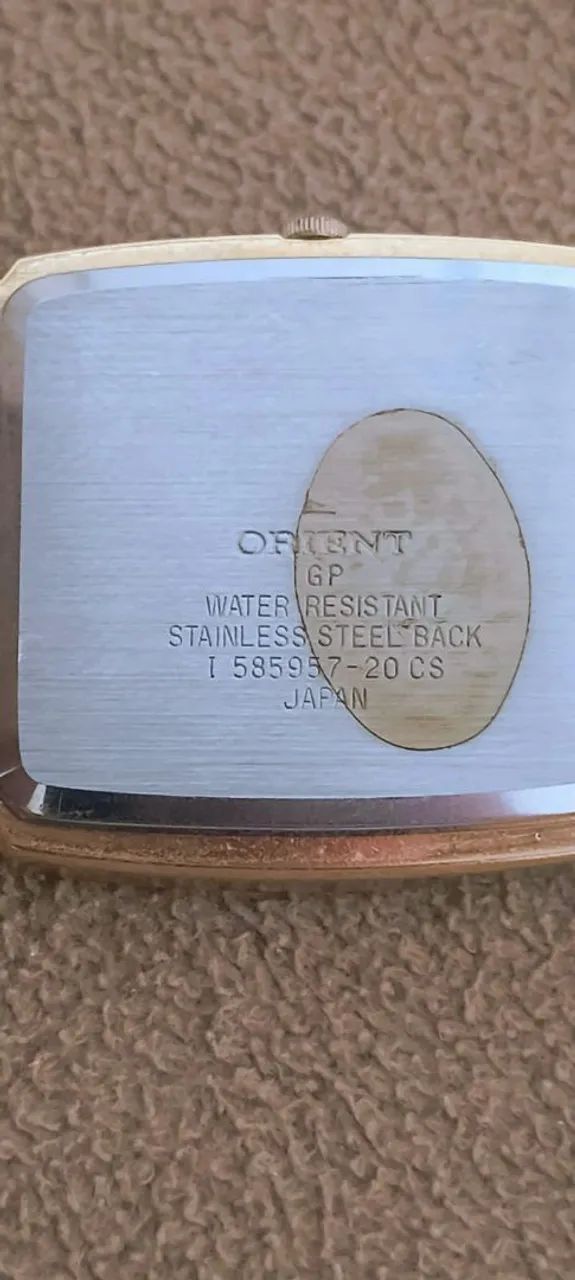 ORIENT
GP
WATER RESISTANT
STAINLESS STEEL BACK
I 585957-20 CS
JAPAN